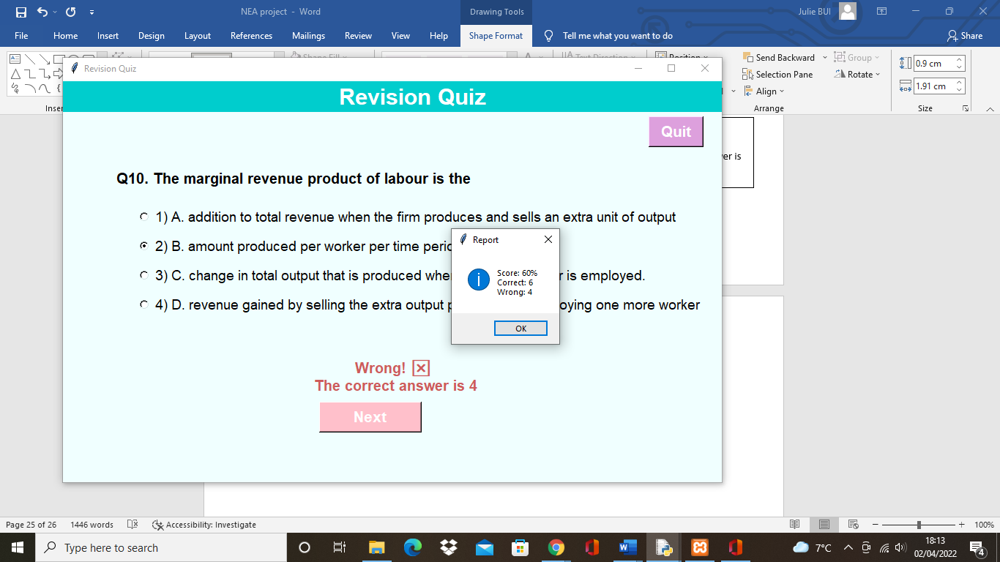 NEA project - Word
Drawing Tools
Julie BUI
File Home Insert Design Layout References Mailings Review View Help Shape Format Tell me what you want to do Share
Shape Fill
Text Direction
Position
Send Backward
Group
0.9 cm
Selection Pane
Rotate
1.91 cm
Align
Arrange
Size
Revision Quiz
Revision Quiz
Quit
er is
Q10. The marginal revenue product of labour is the
1) A. addition to total revenue when the firm produces and sells an extra unit of output
2) B. amount produced per worker per time peri
3) C. change in total output that is produced whe
r is employed.
4) D. revenue gained by selling the extra output
oying one more worker
Report
Score: 60%
Correct: 6
Wrong: 4
OK
Wrong!
The correct answer is 4
Next
Page 25 of 26 1446 words Accessibility: Investigate 100%
Type here to search
7°C
18:13
02/04/2022
4